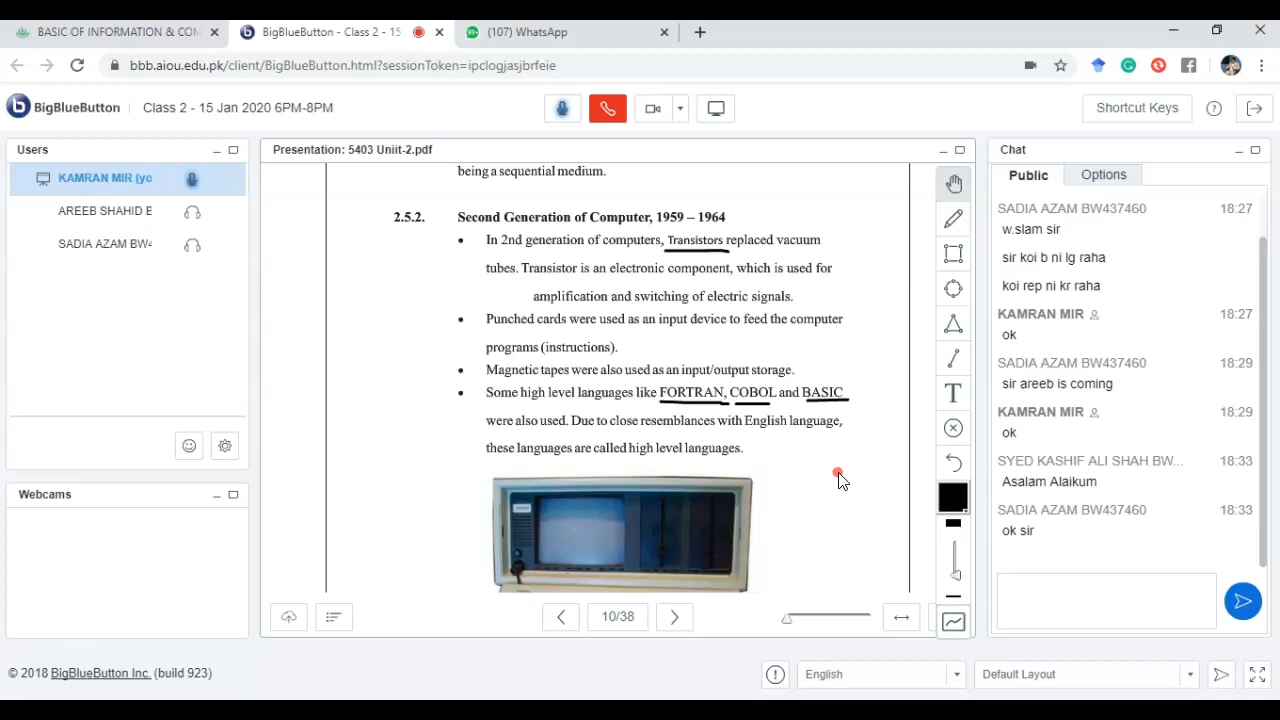 BASIC OF INFORMATION & COM
BigBlueButton - Class 2 - 15
(107) WhatsApp
bbb.aiou.edu.pk/client/BigBlueButton.html?sessionToken=ipclogjasjbrfeie
BigBlueButton
Class 2 - 15 Jan 2020 6PM-8PM
Shortcut Keys
Users
KAMRAN MIR (yo
AREEB SHAHID B
SADIA AZAM BW4
Webcams
Presentation: 5403 Uniit-2.pdf
being a sequential medium.
2.5.2. Second Generation of Computer, 1959 – 1964
• In 2nd generation of computers, Transistors replaced vacuum
tubes. Transistor is an electronic component, which is used for
amplification and switching of electric signals.
• Punched cards were used as an input device to feed the computer
programs (instructions).
• Magnetic tapes were also used as an input/output storage.
• Some high level languages like FORTRAN, COBOL and BASIC
were also used. Due to close resemblances with English language,
these languages are called high level languages.
10/38
T
Chat
Public
Options
SADIA AZAM BW437460 18:27
w.slam sir
sir koi b ni lg raha
koi rep ni kr raha
KAMRAN MIR 18:27
ok
SADIA AZAM BW437460 18:29
sir areeb is coming
KAMRAN MIR 18:29
ok
SYED KASHIF ALI SHAH BW... 18:33
Asalam Alaikum
SADIA AZAM BW437460 18:33
ok sir
© 2018 BigBlueButton Inc. (build 923)
English
Default Layout